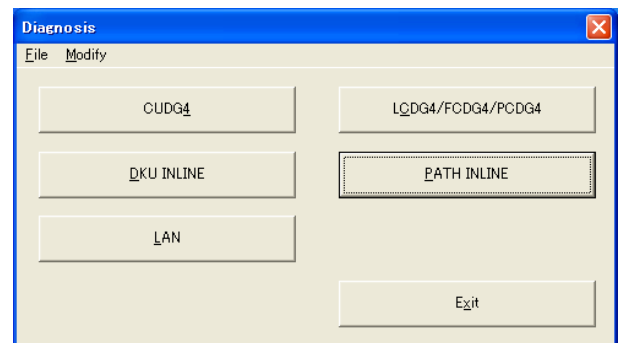 Diagnosis
File Modify
CUDG4 LCDG4/FCDG4/PCDG4
DKU INLINE PATH INLINE
LAN
Exit